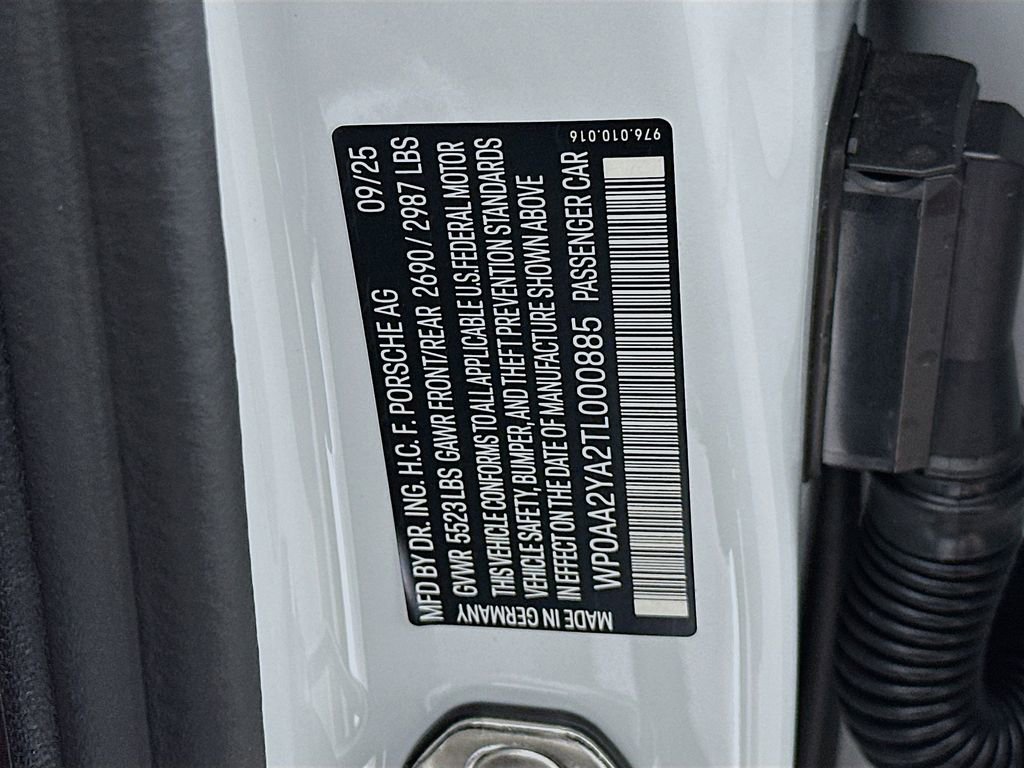 MFD BY DR. ING. H.C. F. PORSCHE AG 09/25
GVWR 5523LBS GAWR FRONT/REAR 2690 / 2987 LBS
THIS VEHICLE CONFORMS TO ALL APPLICABLE U.S. FEDERAL MOTOR
VEHICLE SAFETY, BUMPER, AND THEFT PREVENTION STANDARDS
IN EFFECT ON THE DATE OF MANUFACTURE SHOWN ABOVE
WP0AA2YA2TL000885 PASSENGER CAR
MADE IN GERMANY
976.010.016